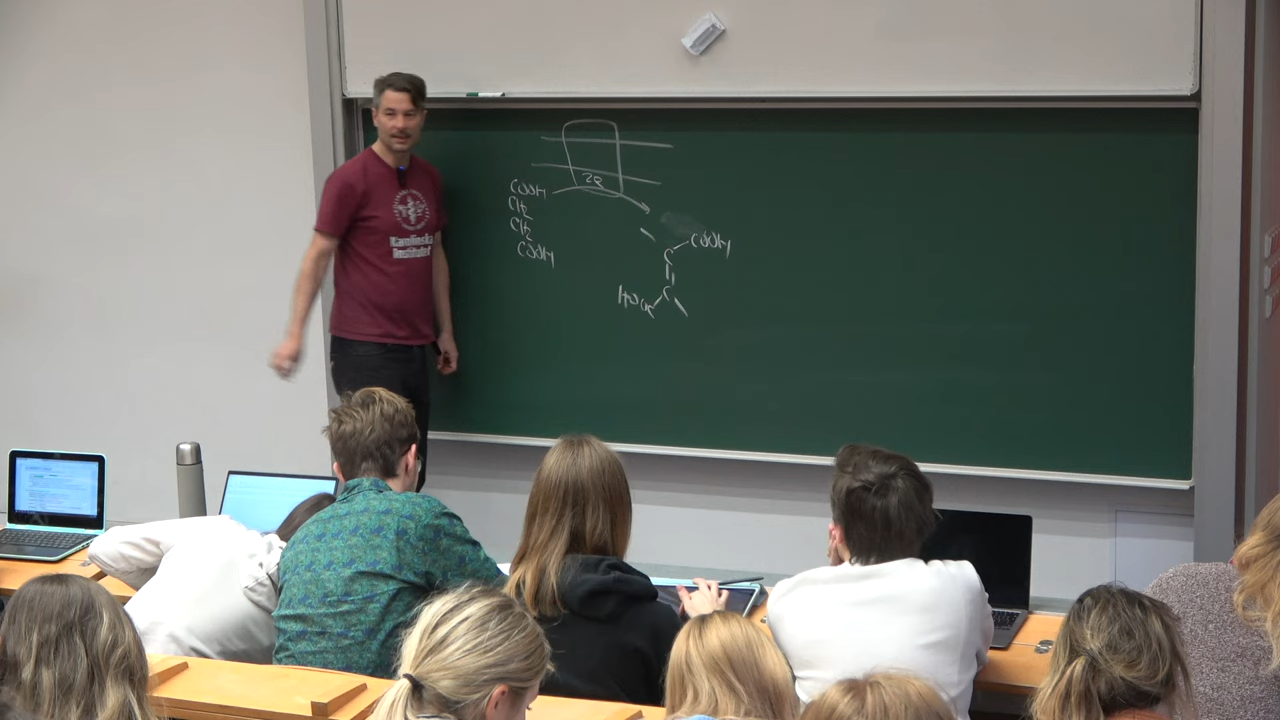 2e
COOH
CH2
CH2
COOH
COOH
C
C
HOOC
Karolinska
Institutet